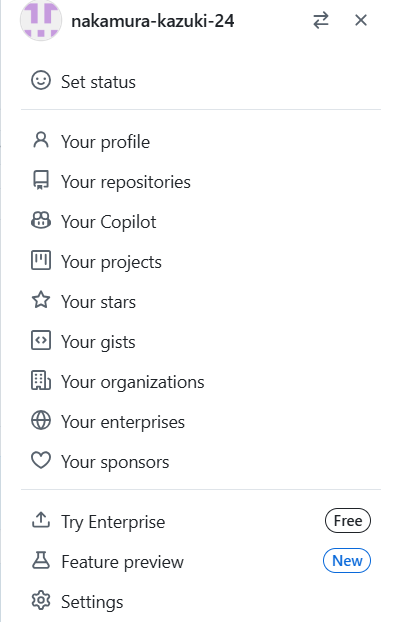 nakamura-kazuki-24
Set status
Your profile
Your repositories
Your Copilot
Your projects
Your stars
Your gists
Your organizations
Your enterprises
Your sponsors
Try Enterprise Free
Feature preview New
Settings